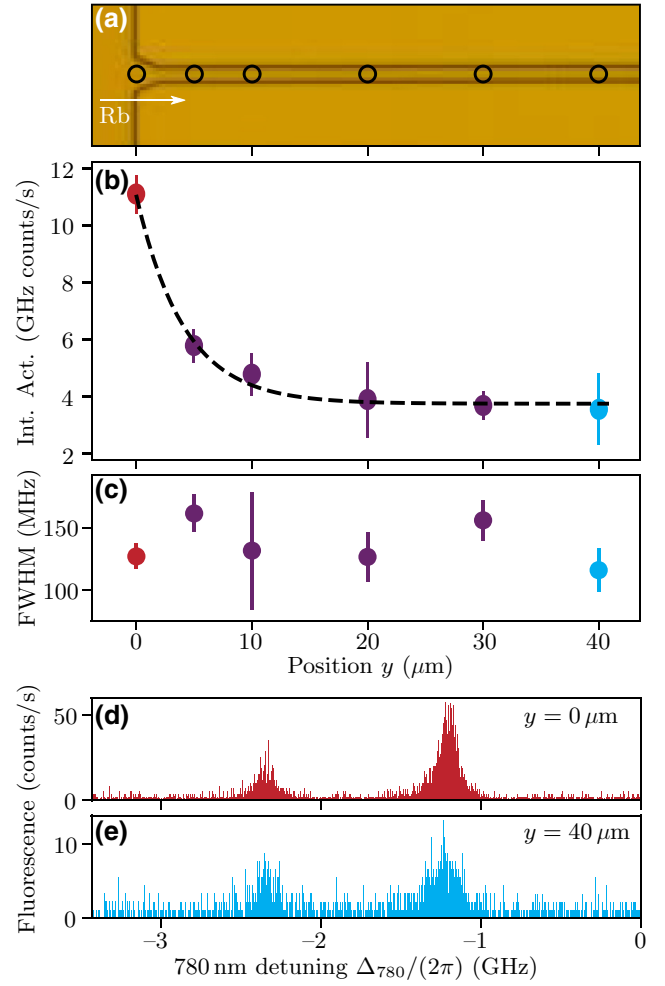 (a)
Rb
(b)
Int. Act. (GHz counts/s)
12
10
8
6
4
2
(c)
FWHM (MHz)
150
100
0 10 20 30 40
Position y (μm)
(d)
y = 0 μm
50
0
Fluorescence (counts/s)
(e)
y = 40 μm
10
0
−3 −2 −1 0
780 nm detuning Δ₇₈₀/(2π) (GHz)